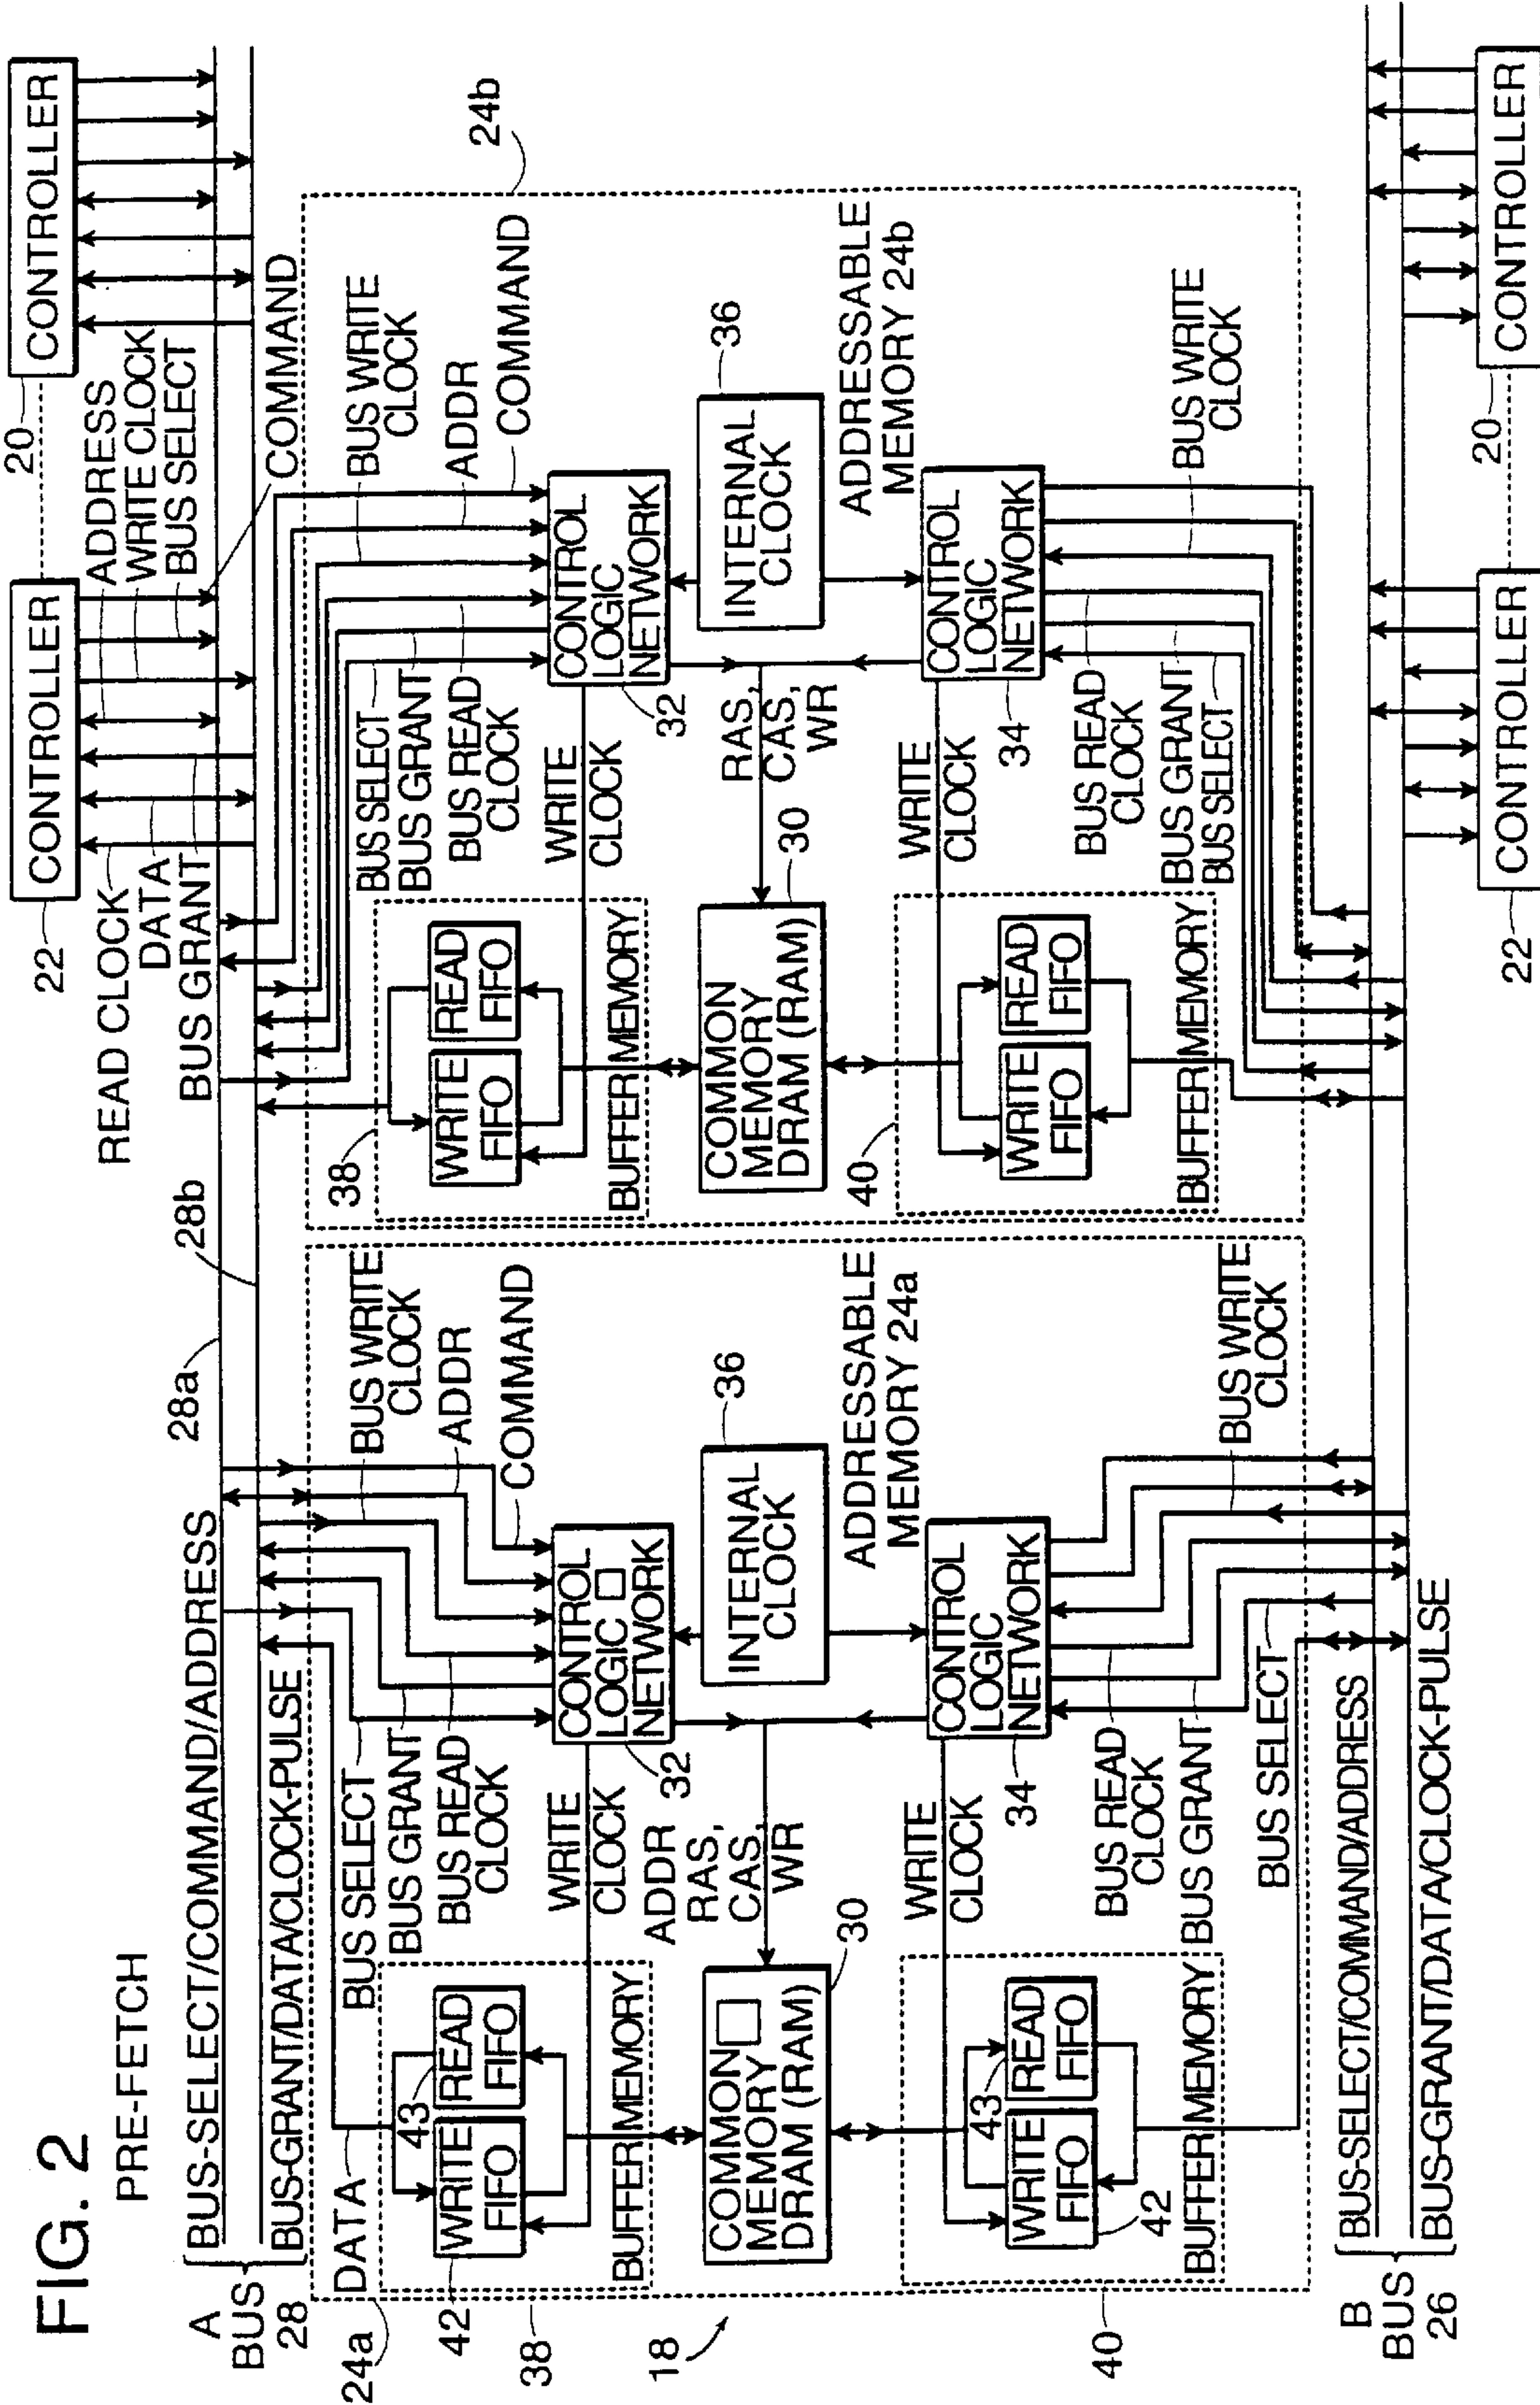 FIG. 2
PRE-FETCH
A
BUS
28
BUS-SELECT/COMMAND/ADDRESS
BUS-GRANT/DATA/CLOCK-PULSE
28a
28b
22
CONTROLLER
20
CONTROLLER
READ CLOCK
DATA
BUS GRANT
ADDRESS
WRITE CLOCK
BUS SELECT
COMMAND
24a
DATA
BUS SELECT
BUS GRANT
BUS READ
CLOCK
BUS WRITE
CLOCK
ADDR
COMMAND
42
38
43
WRITE
FIFO
READ
FIFO
BUFFER MEMORY
WRITE
CLOCK
CONTROL
LOGIC
NETWORK
32
18
COMMON
MEMORY
DRAM (RAM)
30
ADDR
RAS,
CAS,
WR
INTERNAL
CLOCK
36
ADDRESSABLE
MEMORY 24a
40
43
WRITE
FIFO
READ
FIFO
42
BUFFER MEMORY
WRITE
CLOCK
CONTROL
LOGIC
NETWORK
34
BUS READ
CLOCK
BUS GRANT
BUS SELECT
BUS WRITE
CLOCK
24b
BUS SELECT
BUS GRANT
BUS READ
CLOCK
BUS WRITE
CLOCK
ADDR
COMMAND
38
WRITE
FIFO
READ
FIFO
BUFFER MEMORY
WRITE
CLOCK
CONTROL
LOGIC
NETWORK
32
COMMON
MEMORY
DRAM (RAM)
30
RAS,
CAS,
WR
INTERNAL
CLOCK
36
ADDRESSABLE
MEMORY 24b
40
WRITE
FIFO
READ
FIFO
BUFFER MEMORY
WRITE
CLOCK
CONTROL
LOGIC
NETWORK
34
BUS READ
CLOCK
BUS GRANT
BUS SELECT
BUS WRITE
CLOCK
B
BUS
26
BUS-SELECT/COMMAND/ADDRESS
BUS-GRANT/DATA/CLOCK-PULSE
22
CONTROLLER
20
CONTROLLER